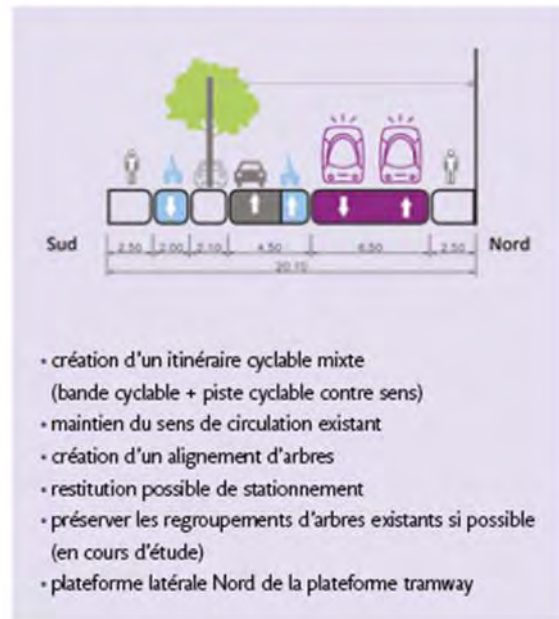 Sud
Nord
2.50 2.00 2.10 4.50 6.50 2.50
20.10
• création d'un itinéraire cyclable mixte
(bande cyclable + piste cyclable contre sens)
• maintien du sens de circulation existant
• création d'un alignement d'arbres
• restitution possible de stationnement
• préserver les regroupements d'arbres existants si possible
(en cours d'étude)
• plateforme latérale Nord de la plateforme tramway